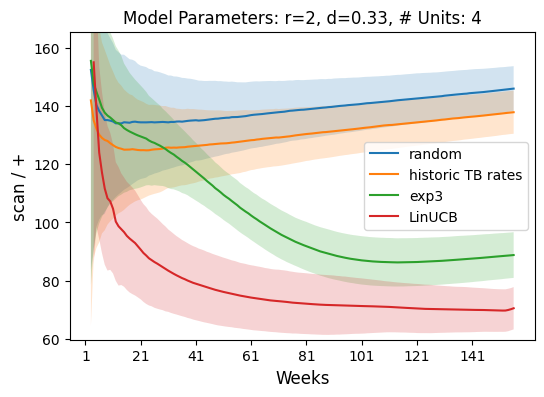 Model Parameters: r=2, d=0.33, # Units: 4
scan / +
160
140
120
100
80
60
random
historic TB rates
exp3
LinUCB
1 21 41 61 81 101 121 141
Weeks